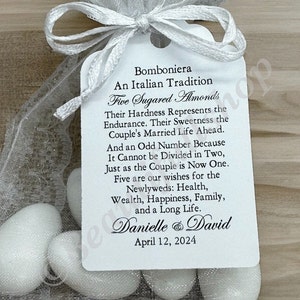 Bomboniera
An Italian Tradition
Five Sugared Almonds
Their Hardness Represents the
Endurance. Their Sweetness the
Couple's Married Life Ahead.
And an Odd Number Because
It Cannot be Divided in Two,
Just as the Couple is Now One.
Five are our wishes for the
Newlyweds: Health,
Wealth, Happiness, Family,
and a Long Life.
Danielle & David
April 12, 2024